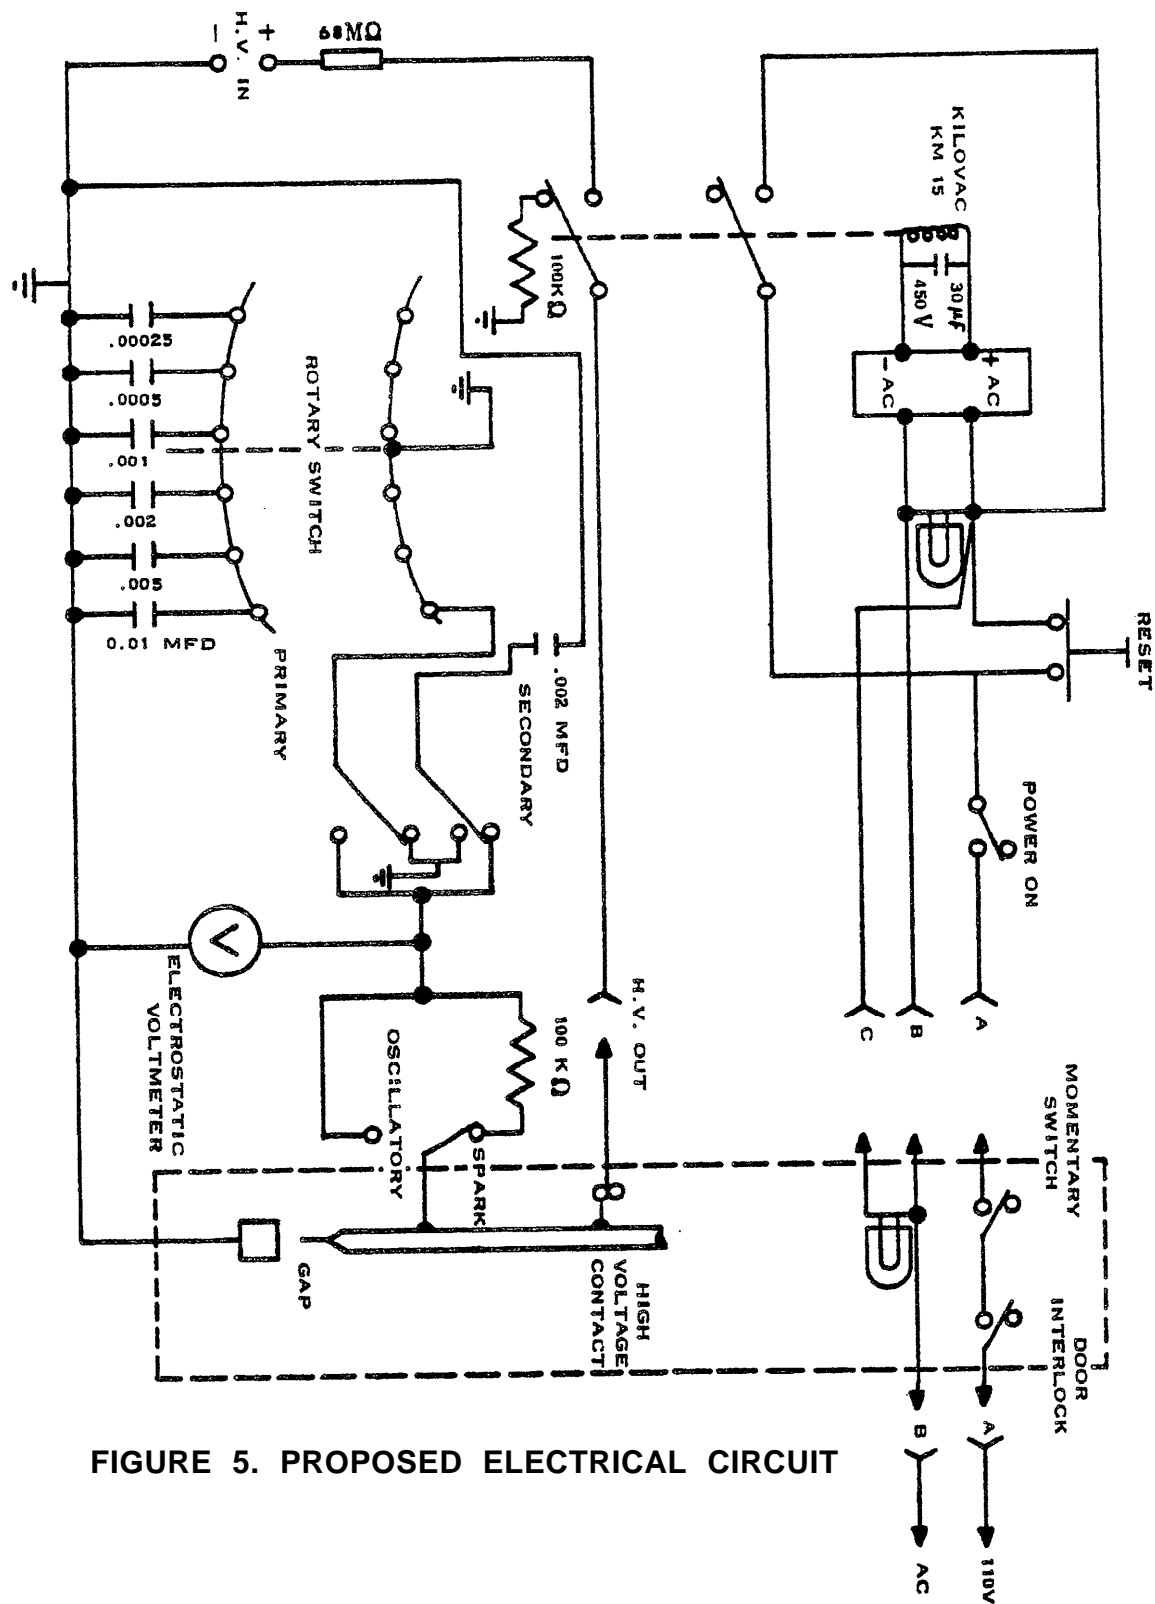 H.V. IN
- +
68MΩ
KILOVAC
KM 15
30µF
450V
+ AC
- AC
100KΩ
.00025
.0005
.001
.002
.005
0.01 MFD
ROTARY SWITCH
PRIMARY
.002 MFD
SECONDARY
RESET
POWER ON
A
B
C
H.V. OUT
100 KΩ
OSCILLATORY
SPARK
V
ELECTROSTATIC
VOLTMETER
MOMENTARY
SWITCH
DOOR
INTERLOCK
HIGH
VOLTAGE
CONTACT
GAP
A
B
110V
AC
FIGURE 5. PROPOSED ELECTRICAL CIRCUIT